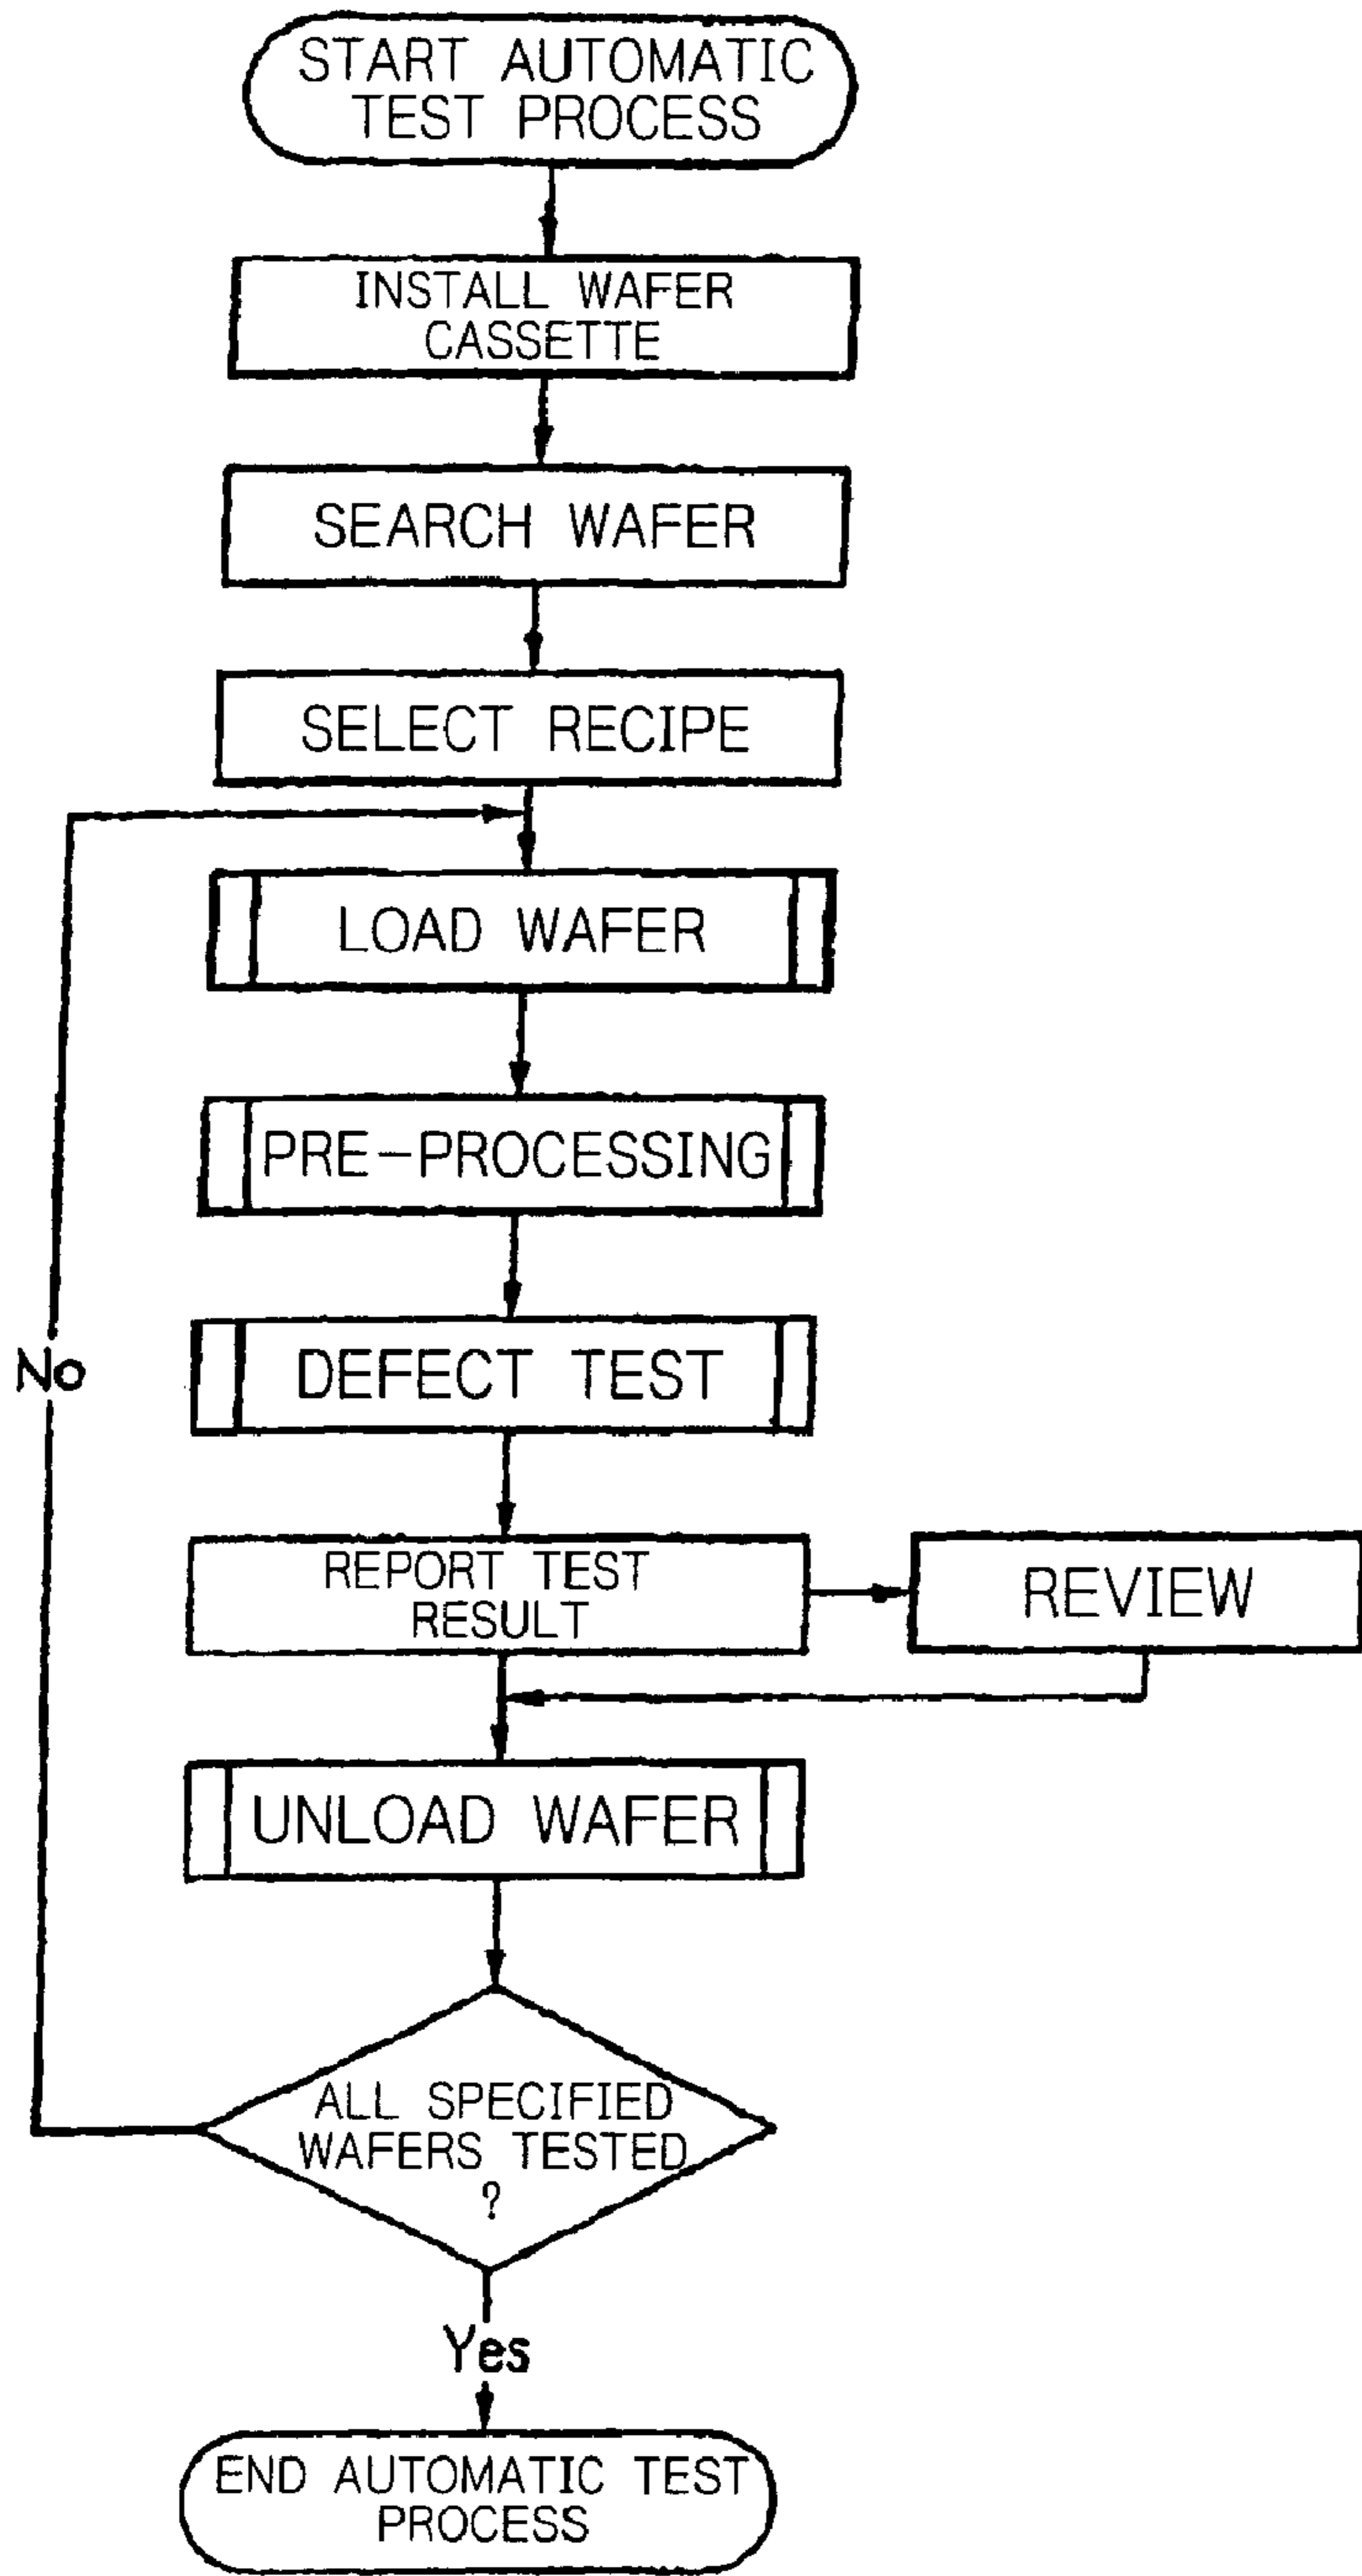 START AUTOMATIC
TEST PROCESS
INSTALL WAFER
CASSETTE
SEARCH WAFER
SELECT RECIPE
LOAD WAFER
PRE-PROCESSING
DEFECT TEST
No
REPORT TEST
RESULT
REVIEW
UNLOAD WAFER
ALL SPECIFIED
WAFERS TESTED
?
Yes
END AUTOMATIC TEST
PROCESS